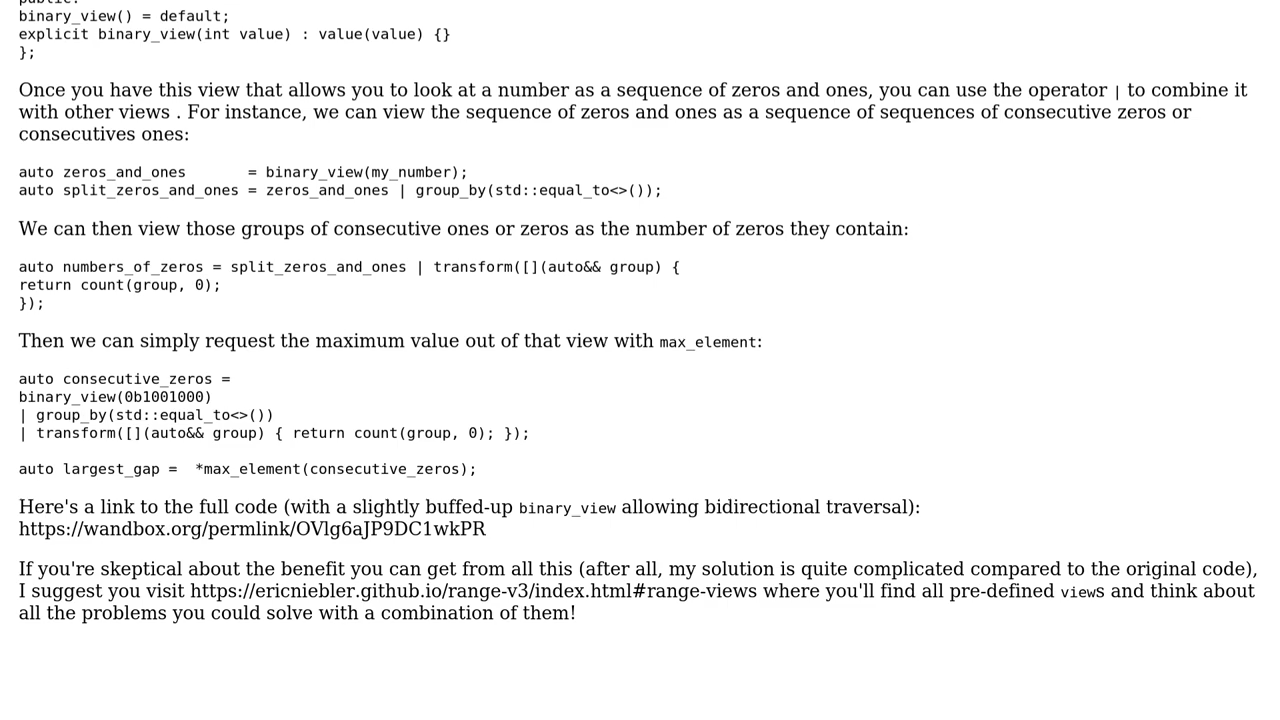 public:
binary_view() = default;
explicit binary_view(int value) : value(value) {}
};
Once you have this view that allows you to look at a number as a sequence of zeros and ones, you can use the operator | to combine it
with other views . For instance, we can view the sequence of zeros and ones as a sequence of sequences of consecutive zeros or
consecutives ones:
auto zeros_and_ones       = binary_view(my_number);
auto split_zeros_and_ones = zeros_and_ones | group_by(std::equal_to<>());
We can then view those groups of consecutive ones or zeros as the number of zeros they contain:
auto numbers_of_zeros = split_zeros_and_ones | transform([](auto&& group) {
return count(group, 0);
});
Then we can simply request the maximum value out of that view with max_element:
auto consecutive_zeros =
binary_view(0b1001000)
| group_by(std::equal_to<>())
| transform([](auto&& group) { return count(group, 0); });
auto largest_gap =  *max_element(consecutive_zeros);
Here's a link to the full code (with a slightly buffed-up binary_view allowing bidirectional traversal):
https://wandbox.org/permlink/OVlg6aJP9DC1wkPR
If you're skeptical about the benefit you can get from all this (after all, my solution is quite complicated compared to the original code),
I suggest you visit https://ericniebler.github.io/range-v3/index.html#range-views where you'll find all pre-defined views and think about
all the problems you could solve with a combination of them!